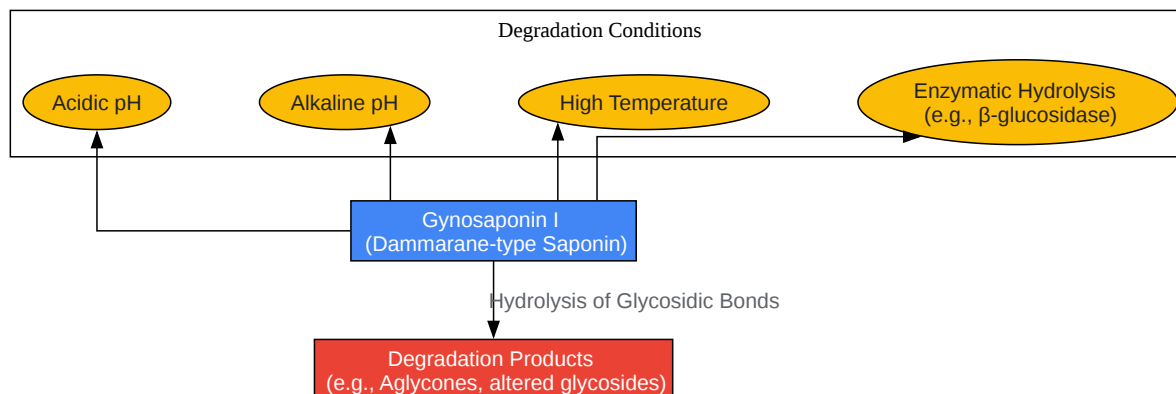 Degradation Conditions
Acidic pH
Alkaline pH
High Temperature
Enzymatic Hydrolysis
(e.g., β-glucosidase)
Gynosaponin I
(Dammarane-type Saponin)
Hydrolysis of Glycosidic Bonds
Degradation Products
(e.g., Aglycones, altered glycosides)